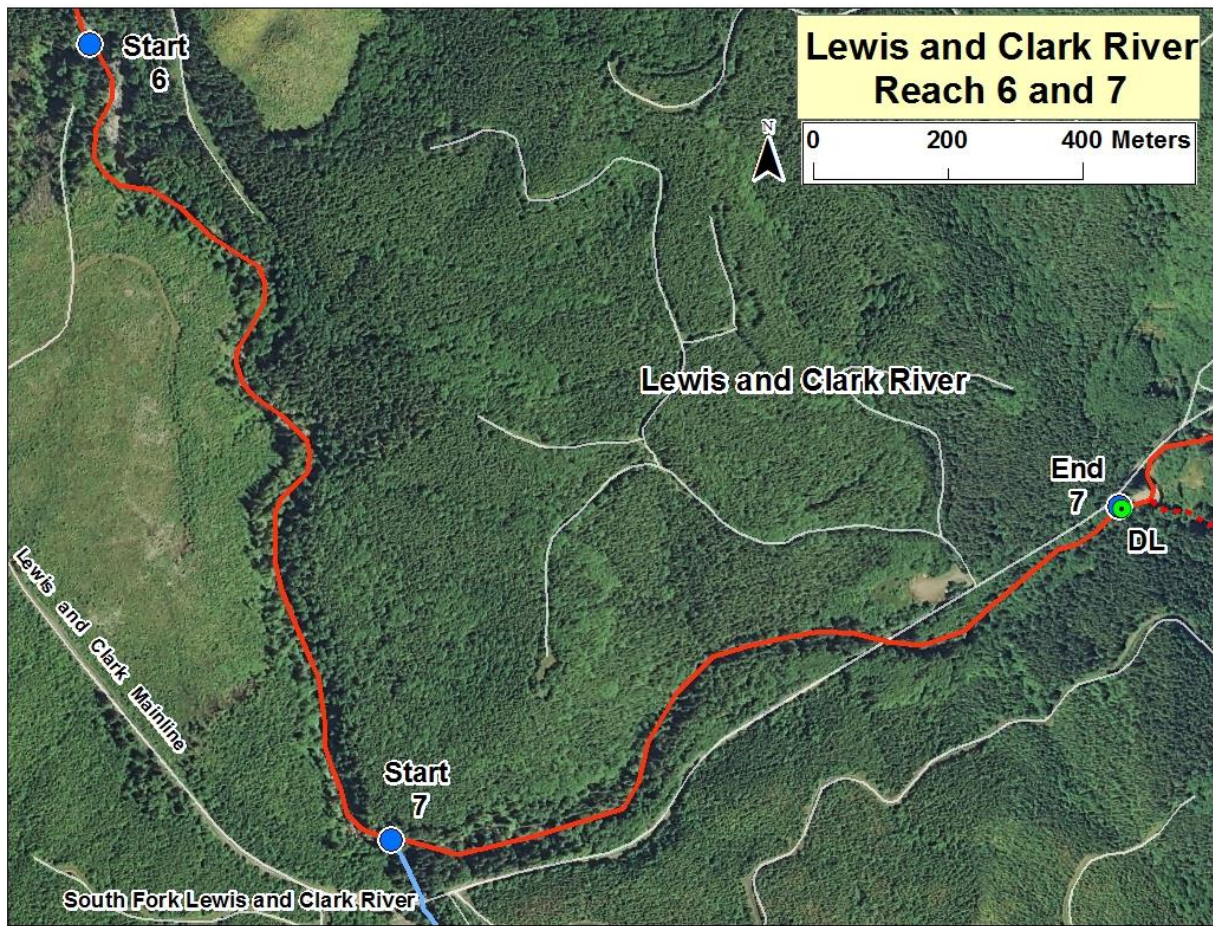 Lewis and Clark River
Reach 6 and 7
N
0 200 400 Meters
Start
6
Lewis and Clark River
End
7
DL
Lewis and Clark Mainline
Start
7
South Fork Lewis and Clark River